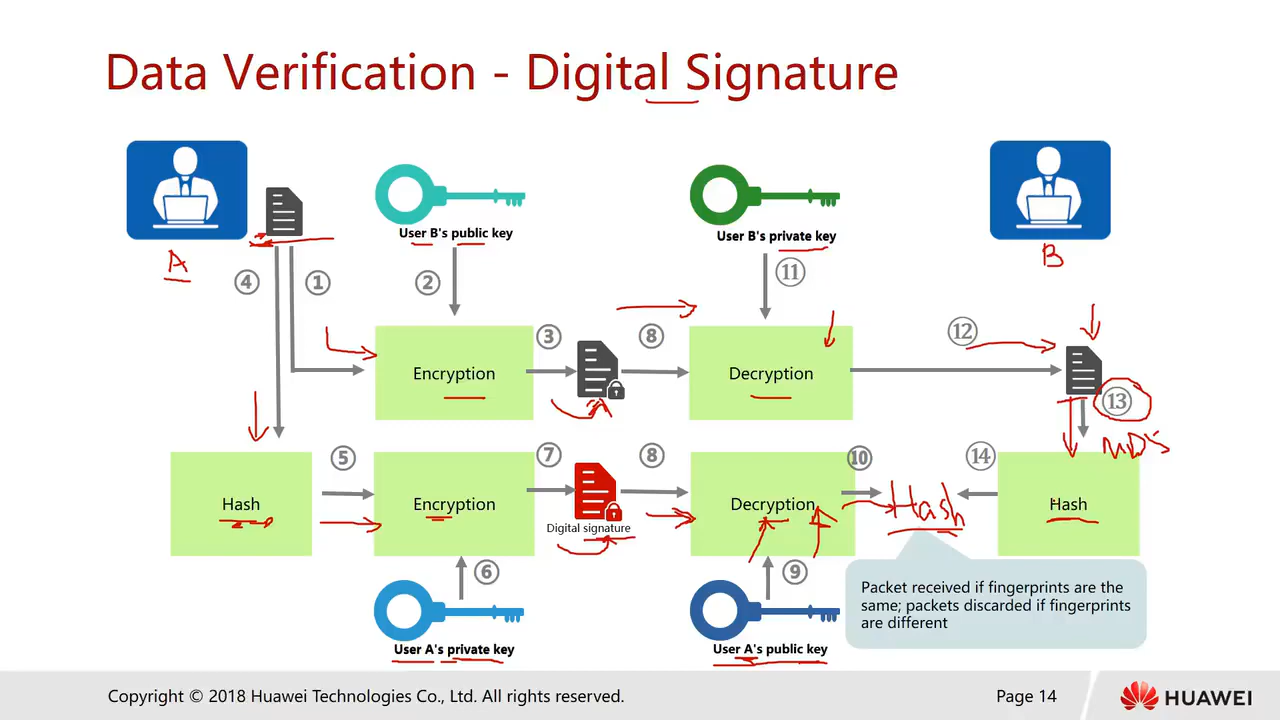 Data Verification - Digital Signature
User B's public key
User B's private key
A
B
④
①
②
⑪
③
⑧
⑫
Encryption
Decryption
⑬
MD5
⑤
⑦
⑧
⑩
⑭
Hash
Encryption
Decryption
Hash
Hash
Digital signature
⑥
⑨
Packet received if fingerprints are the
same; packets discarded if fingerprints
are different
User A's private key
User A's public key
Copyright © 2018 Huawei Technologies Co., Ltd. All rights reserved.
Page 14
HUAWEI